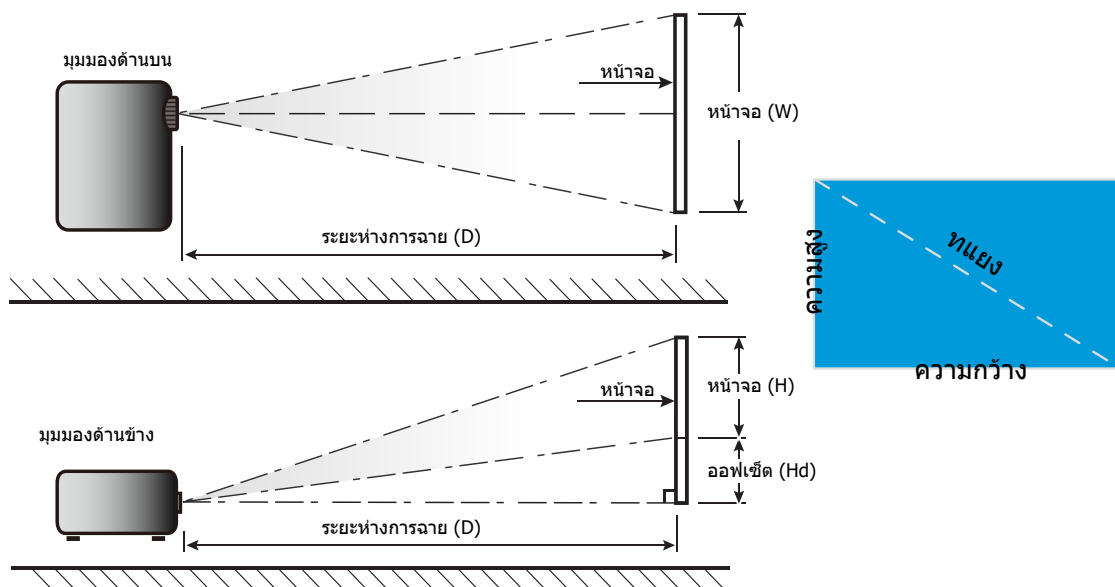 มุมมองด้านบน
หน้าจอ
หน้าจอ (W)
ระยะห่างการฉาย (D)
ความสูง
ทแยง
ความกว้าง
มุมมองด้านข้าง
หน้าจอ
หน้าจอ (H)
ออฟเซ็ต (Hd)
ระยะห่างการฉาย (D)